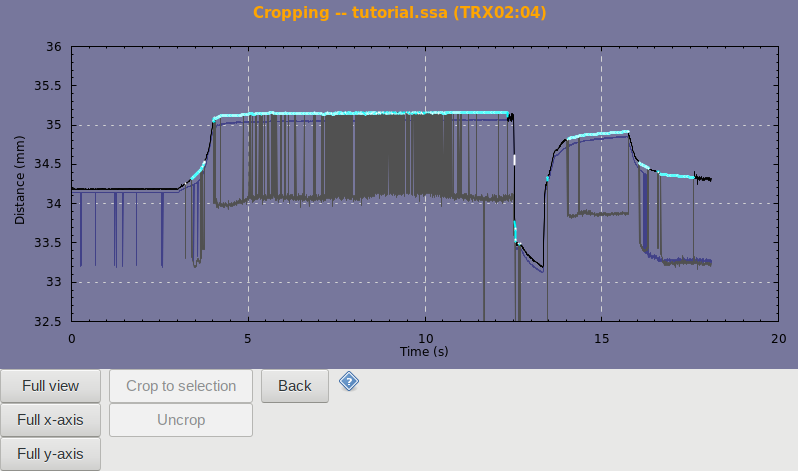 Cropping -- tutorial.ssa (TRX02:04)
36
35.5
35
34.5
34
33.5
33
32.5
Distance (mm)
0 5 10 15 20
Time (s)
Full view Crop to selection Back ?
Full x-axis Uncrop
Full y-axis